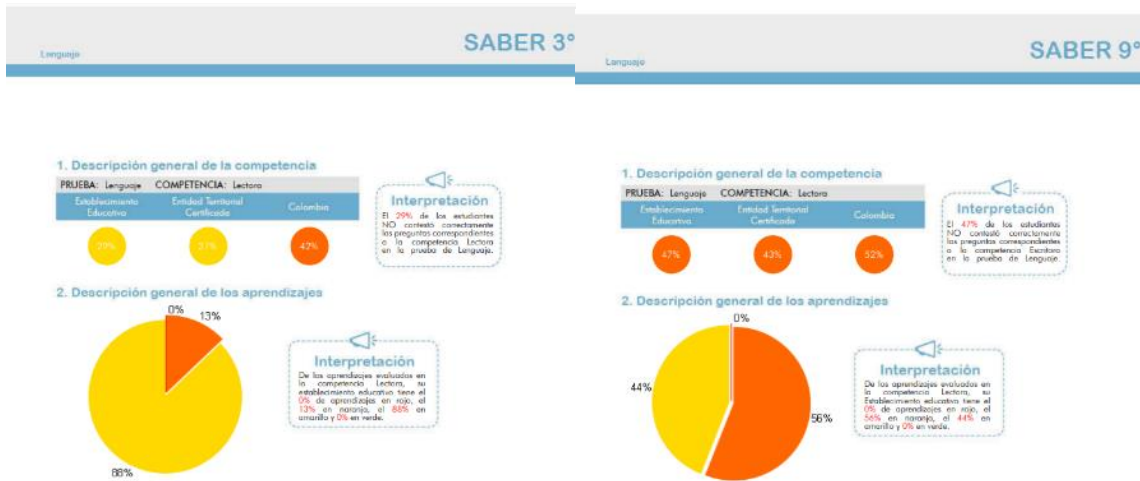 SABER 3°
Lenguaje
1. Descripción general de la competencia
PRUEBA: Lenguaje COMPETENCIA: Lectora
Establecimiento Educativo
Entidad Territorial Certificada
Colombia
29%
42%
Interpretación
El 29% de los estudiantes
NO contestó correctamente
las preguntas correspondientes
a la competencia Lectora
en la prueba de Lenguaje.
2. Descripción general de los aprendizajes
0%
13%
88%
Interpretación
De los aprendizajes evaluados en
la competencia Lectora, su
establecimiento educativo tiene el
0% de aprendizajes en rojo, el
13% en naranja, el 88% en
amarillo y 0% en verde.
SABER 9°
Lenguaje
1. Descripción general de la competencia
PRUEBA: Lenguaje COMPETENCIA: Lectora
Establecimiento Educativo
Entidad Territorial Certificada
Colombia
47%
43%
52%
Interpretación
El 47% de los estudiantes
NO contestó correctamente
las preguntas correspondientes
a la competencia Escritora
en la prueba de Lenguaje.
2. Descripción general de los aprendizajes
0%
44%
56%
Interpretación
De los aprendizajes evaluados en
la competencia Lectora, su
Establecimiento educativo tiene el
0% de aprendizajes en rojo, el
56% en naranja, el 44% en
amarillo y 0% en verde.